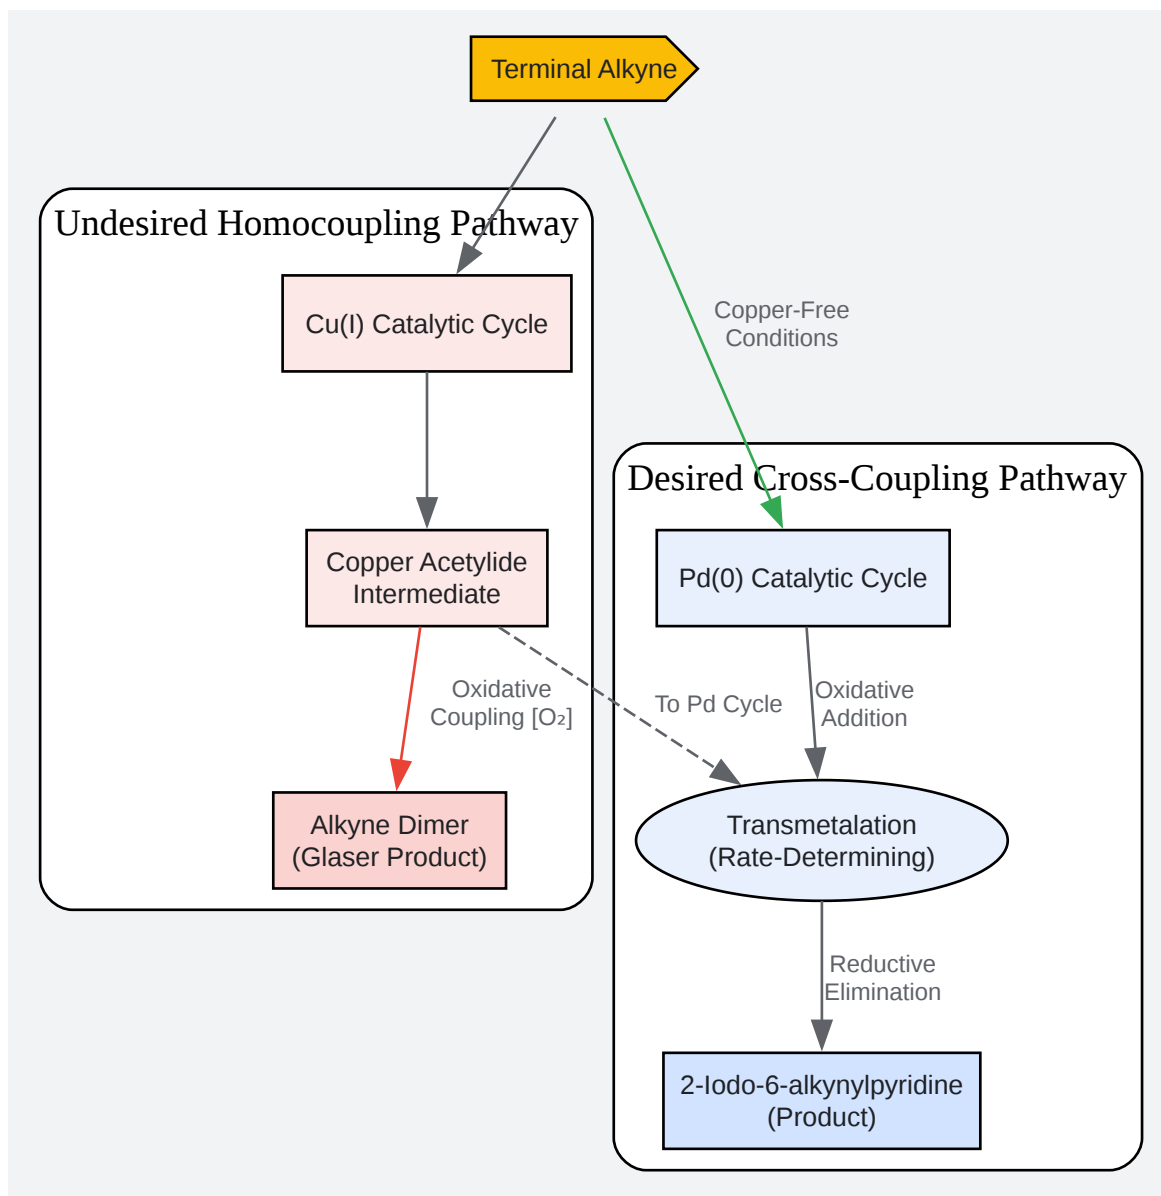 Terminal Alkyne
Undesired Homocoupling Pathway
Cu(I) Catalytic Cycle
Copper-Free
Conditions
Desired Cross-Coupling Pathway
Copper Acetylide
Intermediate
Pd(0) Catalytic Cycle
Oxidative
Coupling [O₂]
To Pd Cycle
Oxidative
Addition
Alkyne Dimer
(Glaser Product)
Transmetalation
(Rate-Determining)
Reductive
Elimination
2-Iodo-6-alkynylpyridine
(Product)